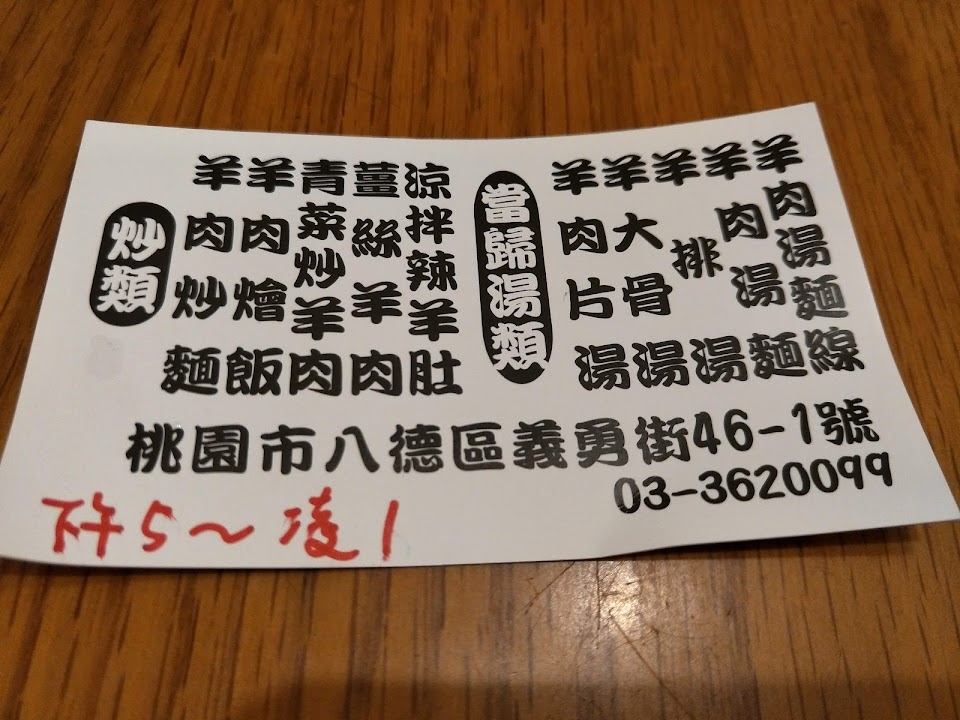 炒類
羊肉炒麵
羊肉燴飯
青菜炒羊肉
薑絲羊肉
涼拌辣羊肚
當歸湯類
羊肉片湯
羊大骨湯
羊排湯
羊肉湯麵
羊肉湯麵線
桃園市八德區義勇街46-1號
03-3620099
下午5～凌1